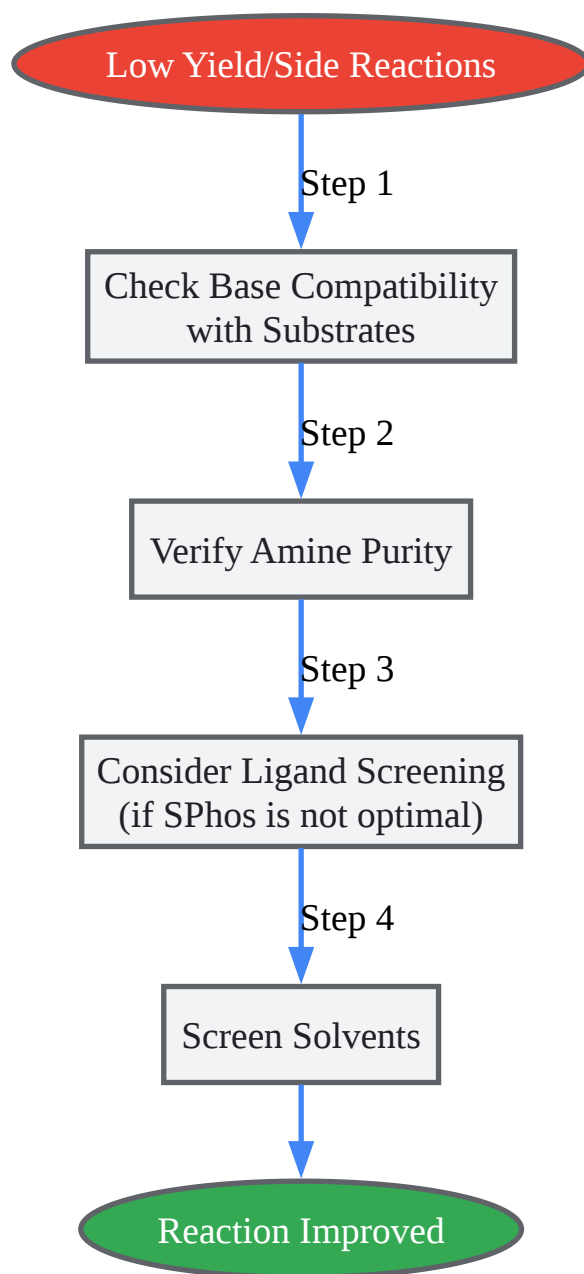 Low Yield/Side Reactions
Step 1
Check Base Compatibility
with Substrates
Step 2
Verify Amine Purity
Step 3
Consider Ligand Screening
(if SPhos is not optimal)
Step 4
Screen Solvents
Reaction Improved